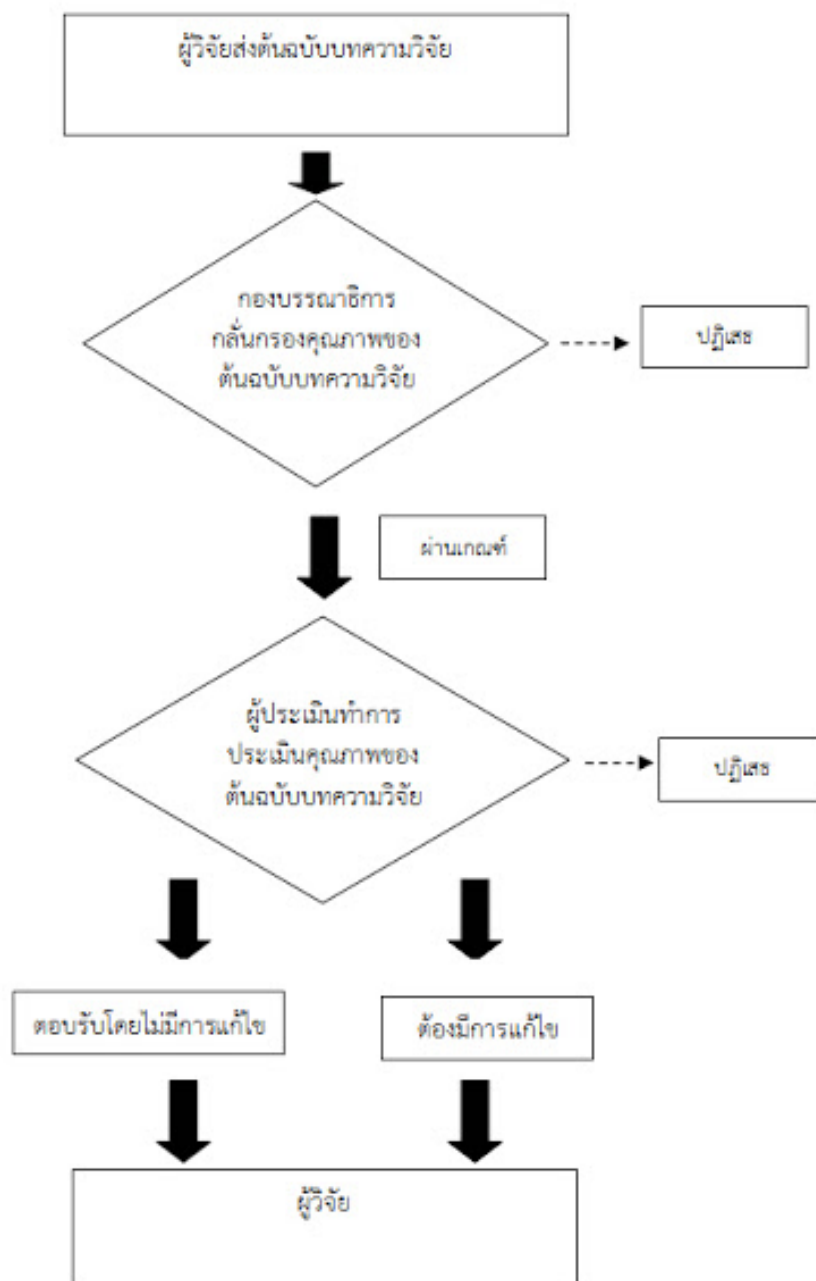 ผู้วิจัยส่งต้นฉบับบทความวิจัย
กองบรรณาธิการ
กลั่นกรองคุณภาพของ
ต้นฉบับบทความวิจัย
ปฏิเสธ
ผ่านเกณฑ์
ผู้ประเมินทำการ
ประเมินคุณภาพของ
ต้นฉบับบทความวิจัย
ปฏิเสธ
ตอบรับโดยไม่มีการแก้ไข
ต้องมีการแก้ไข
ผู้วิจัย